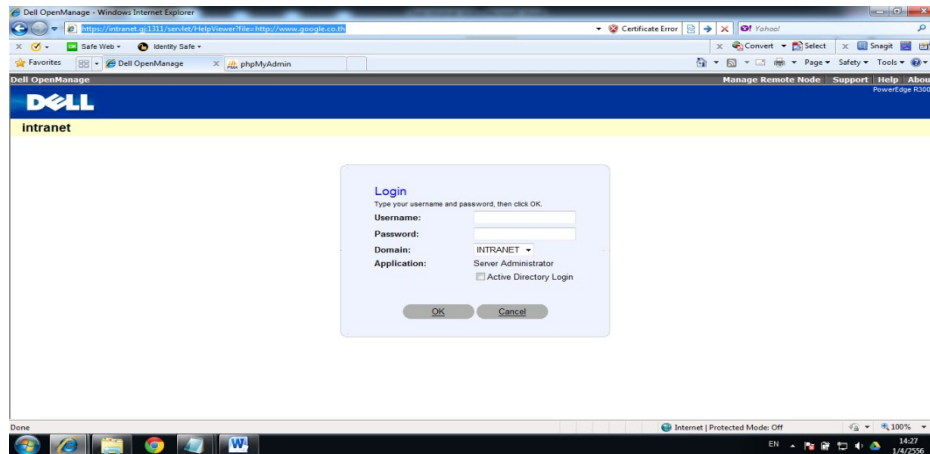 Dell OpenManage - Windows Internet Explorer
https://intranet.gji:1311/servlet/HelpViewer?file=http://www.google.co.th
Certificate Error
Yahoo!
Safe Web
Identity Safe
Convert
Select
Snagit
Favorites
Dell OpenManage
phpMyAdmin
Page
Safety
Tools
Dell OpenManage
Manage Remote Node
Support
Help
Abou
PowerEdge R300
DELL
intranet
Login
Type your username and password, then click OK.
Username:
Password:
Domain: INTRANET
Application: Server Administrator
Active Directory Login
OK
Cancel
Done
Internet | Protected Mode: Off
100%
EN
14:27
1/4/2556